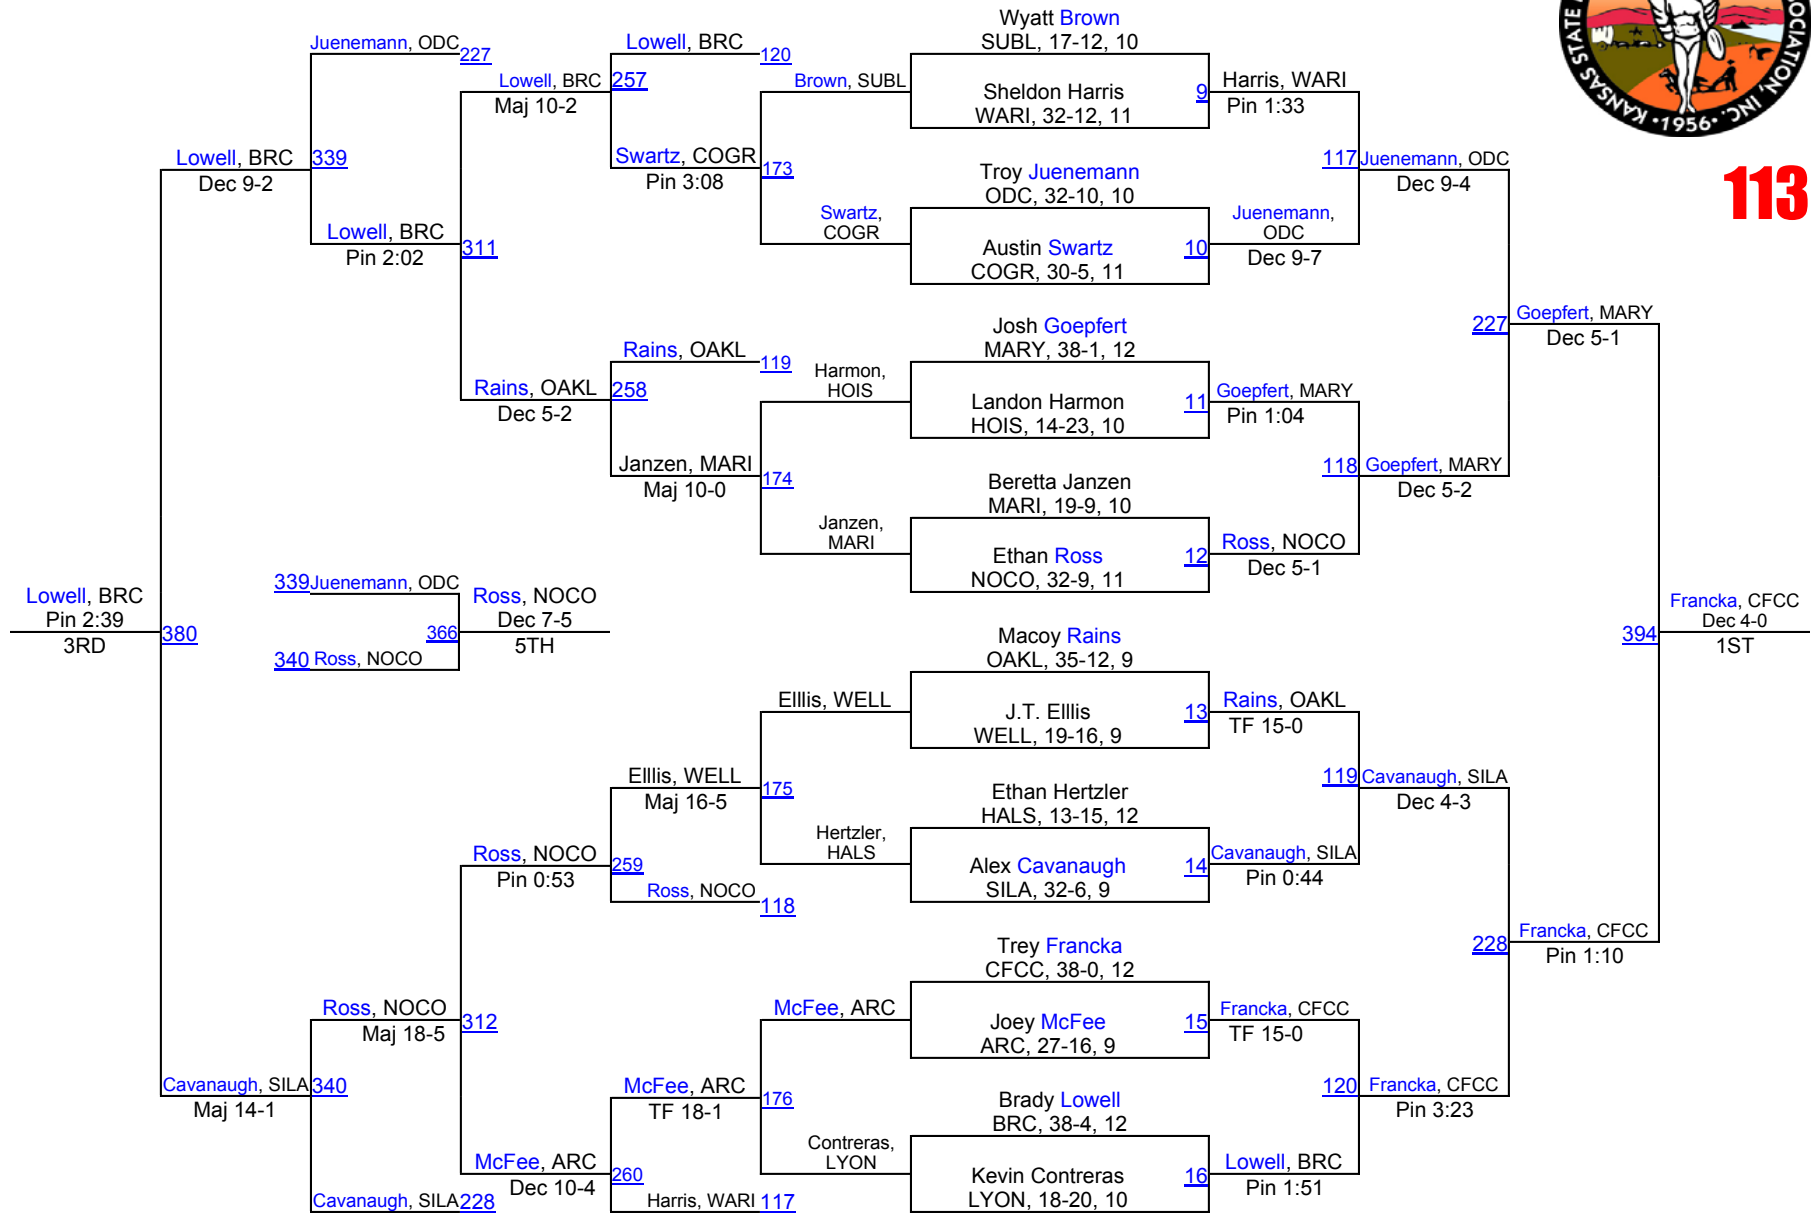 Juenemann, ODC
227
Lowell, BRC
Maj 10-2
Lowell, BRC
120
257
Brown, SUBL
Swartz, COGR
Pin 3:08
173
Swartz,
COGR
Lowell, BRC
Dec 9-2
339
Lowell, BRC
Pin 2:02
311
Rains, OAKL
119
258
Rains, OAKL
Dec 5-2
Harmon,
HOIS
Janzen, MARI
Maj 10-0
174
Janzen,
MARI
Wyatt Brown
SUBL, 17-12, 10
Sheldon Harris
WARI, 32-12, 11
9
Harris, WARI
Pin 1:33
Troy Juenemann
ODC, 32-10, 10
Austin Swartz
COGR, 30-5, 11
10
Juenemann,
ODC
Dec 9-7
117
Juenemann, ODC
Dec 9-4
Josh Goepfert
MARY, 38-1, 12
Landon Harmon
HOIS, 14-23, 10
11
Goepfert, MARY
Pin 1:04
Beretta Janzen
MARI, 19-9, 10
Ethan Ross
NOCO, 32-9, 11
12
Ross, NOCO
Dec 5-1
118
Goepfert, MARY
Dec 5-2
227
Goepfert, MARY
Dec 5-1
KANSAS STATE
OCIATION, INC.
·1956·
113
Lowell, BRC
Pin 2:39
3RD
380
339
Juenemann, ODC
340
Ross, NOCO
366
Ross, NOCO
Dec 7-5
5TH
Macoy Rains
OAKL, 35-12, 9
J.T. Elllis
WELL, 19-16, 9
13
Rains, OAKL
TF 15-0
Ethan Hertzler
HALS, 13-15, 12
Alex Cavanaugh
SILA, 32-6, 9
14
Cavanaugh, SILA
Pin 0:44
119
Cavanaugh, SILA
Dec 4-3
394
Francka, CFCC
Dec 4-0
1ST
Elllis, WELL
Elllis, WELL
Maj 16-5
175
Hertzler,
HALS
Ross, NOCO
Pin 0:53
259
Ross, NOCO
118
Ross, NOCO
Maj 18-5
312
McFee, ARC
McFee, ARC
TF 18-1
176
Contreras,
LYON
Cavanaugh, SILA
Maj 14-1
340
McFee, ARC
Dec 10-4
260
Cavanaugh, SILA
228
Harris, WARI
117
Trey Francka
CFCC, 38-0, 12
Joey McFee
ARC, 27-16, 9
15
Francka, CFCC
TF 15-0
Brady Lowell
BRC, 38-4, 12
Kevin Contreras
LYON, 18-20, 10
16
Lowell, BRC
Pin 1:51
120
Francka, CFCC
Pin 3:23
228
Francka, CFCC
Pin 1:10